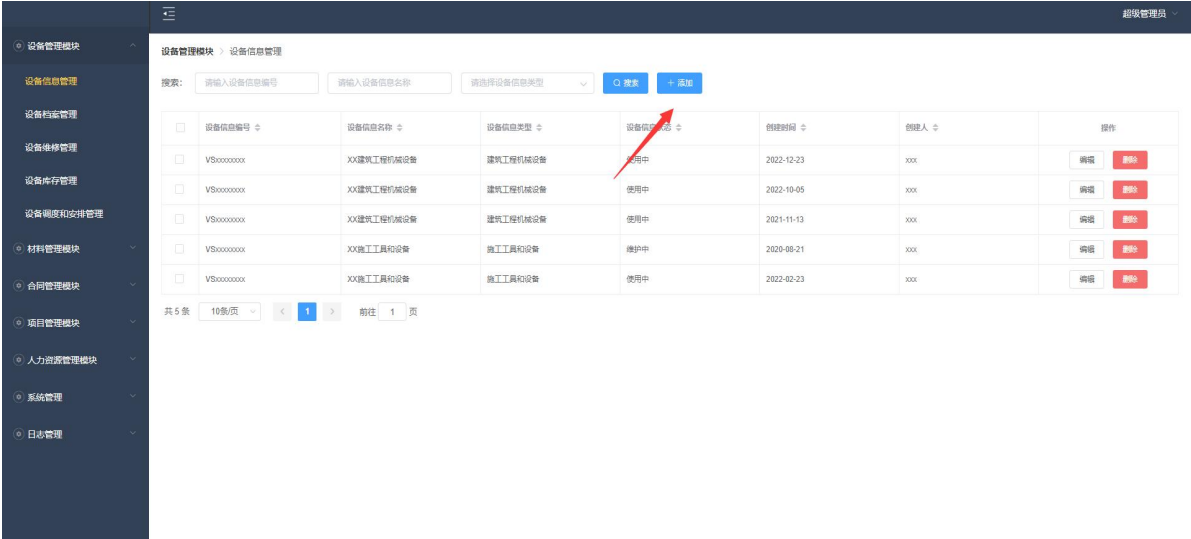 超级管理员
设备管理模块
设备信息管理
设备档案管理
设备维修管理
设备库存管理
设备调度和安排管理
材料管理模块
合同管理模块
项目管理模块
人力资源管理模块
系统管理
日志管理
设备管理模块 > 设备信息管理
搜索: 请输入设备信息编号 请输入设备信息名称 请选择设备信息类型 搜索 + 添加
设备信息编号 设备信息名称 设备信息类型 设备信息状态 创建时间 创建人 操作
VSxxxxxxxx XX建筑工程机械设备 建筑工程机械设备 使用中 2022-12-23 xxx 编辑 删除
VSxxxxxxxx XX建筑工程机械设备 建筑工程机械设备 使用中 2022-10-05 xxx 编辑 删除
VSxxxxxxxx XX建筑工程机械设备 建筑工程机械设备 使用中 2021-11-13 xxx 编辑 删除
VSxxxxxxxx XX施工工具和设备 施工工具和设备 维护中 2020-08-21 xxx 编辑 删除
VSxxxxxxxx XX施工工具和设备 施工工具和设备 使用中 2022-02-23 xxx 编辑 删除
共 5 条 10条/页 < 1 > 前往 1 页